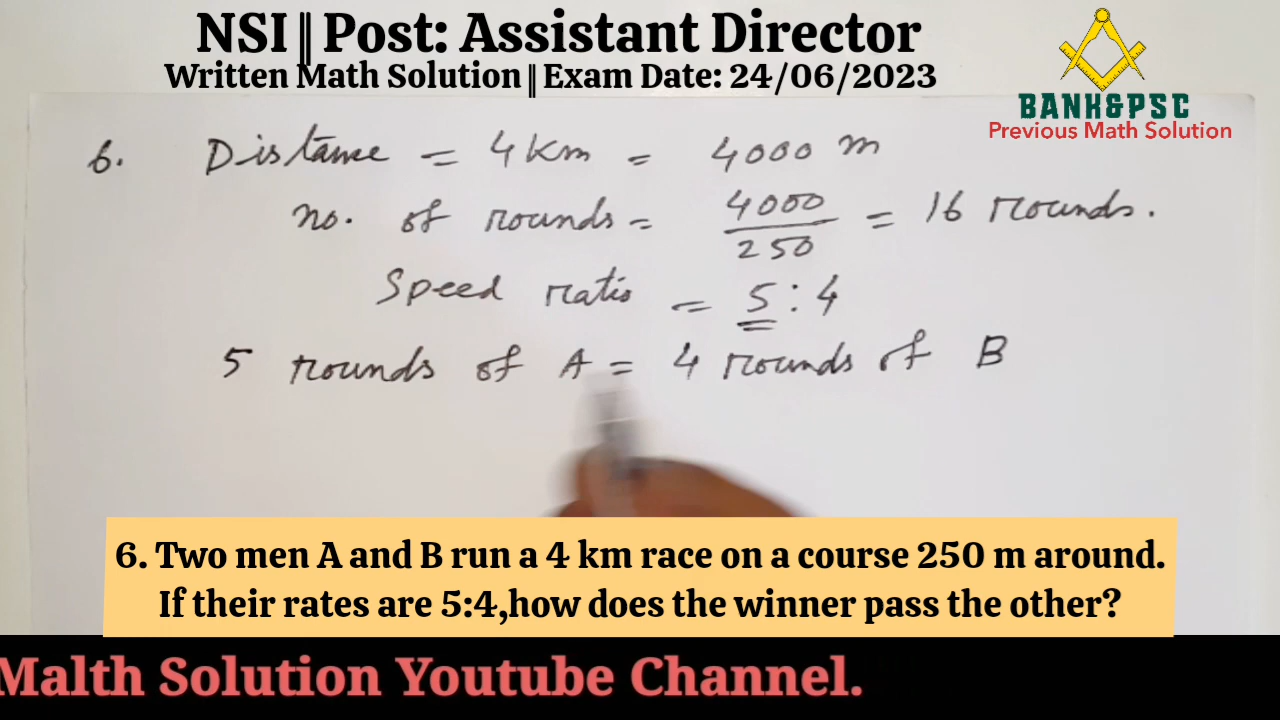 NSI || Post: Assistant Director
Written Math Solution || Exam Date: 24/06/2023
BANK&PSC
Previous Math Solution
6. Distance = 4 Km = 4000 m
no. of rounds = 4000/250 = 16 rounds.
Speed ratio = 5:4
5 rounds of A = 4 rounds of B
6. Two men A and B run a 4 km race on a course 250 m around.
If their rates are 5:4,how does the winner pass the other?
Malth Solution Youtube Channel.